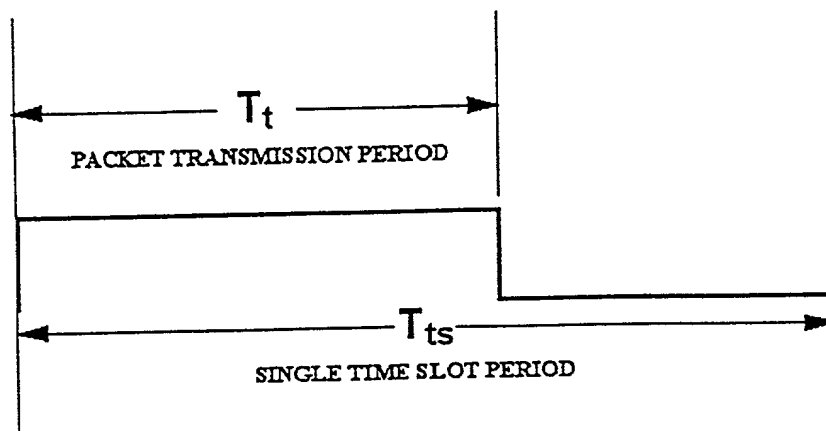 Tt
PACKET TRANSMISSION PERIOD
Tts
SINGLE TIME SLOT PERIOD